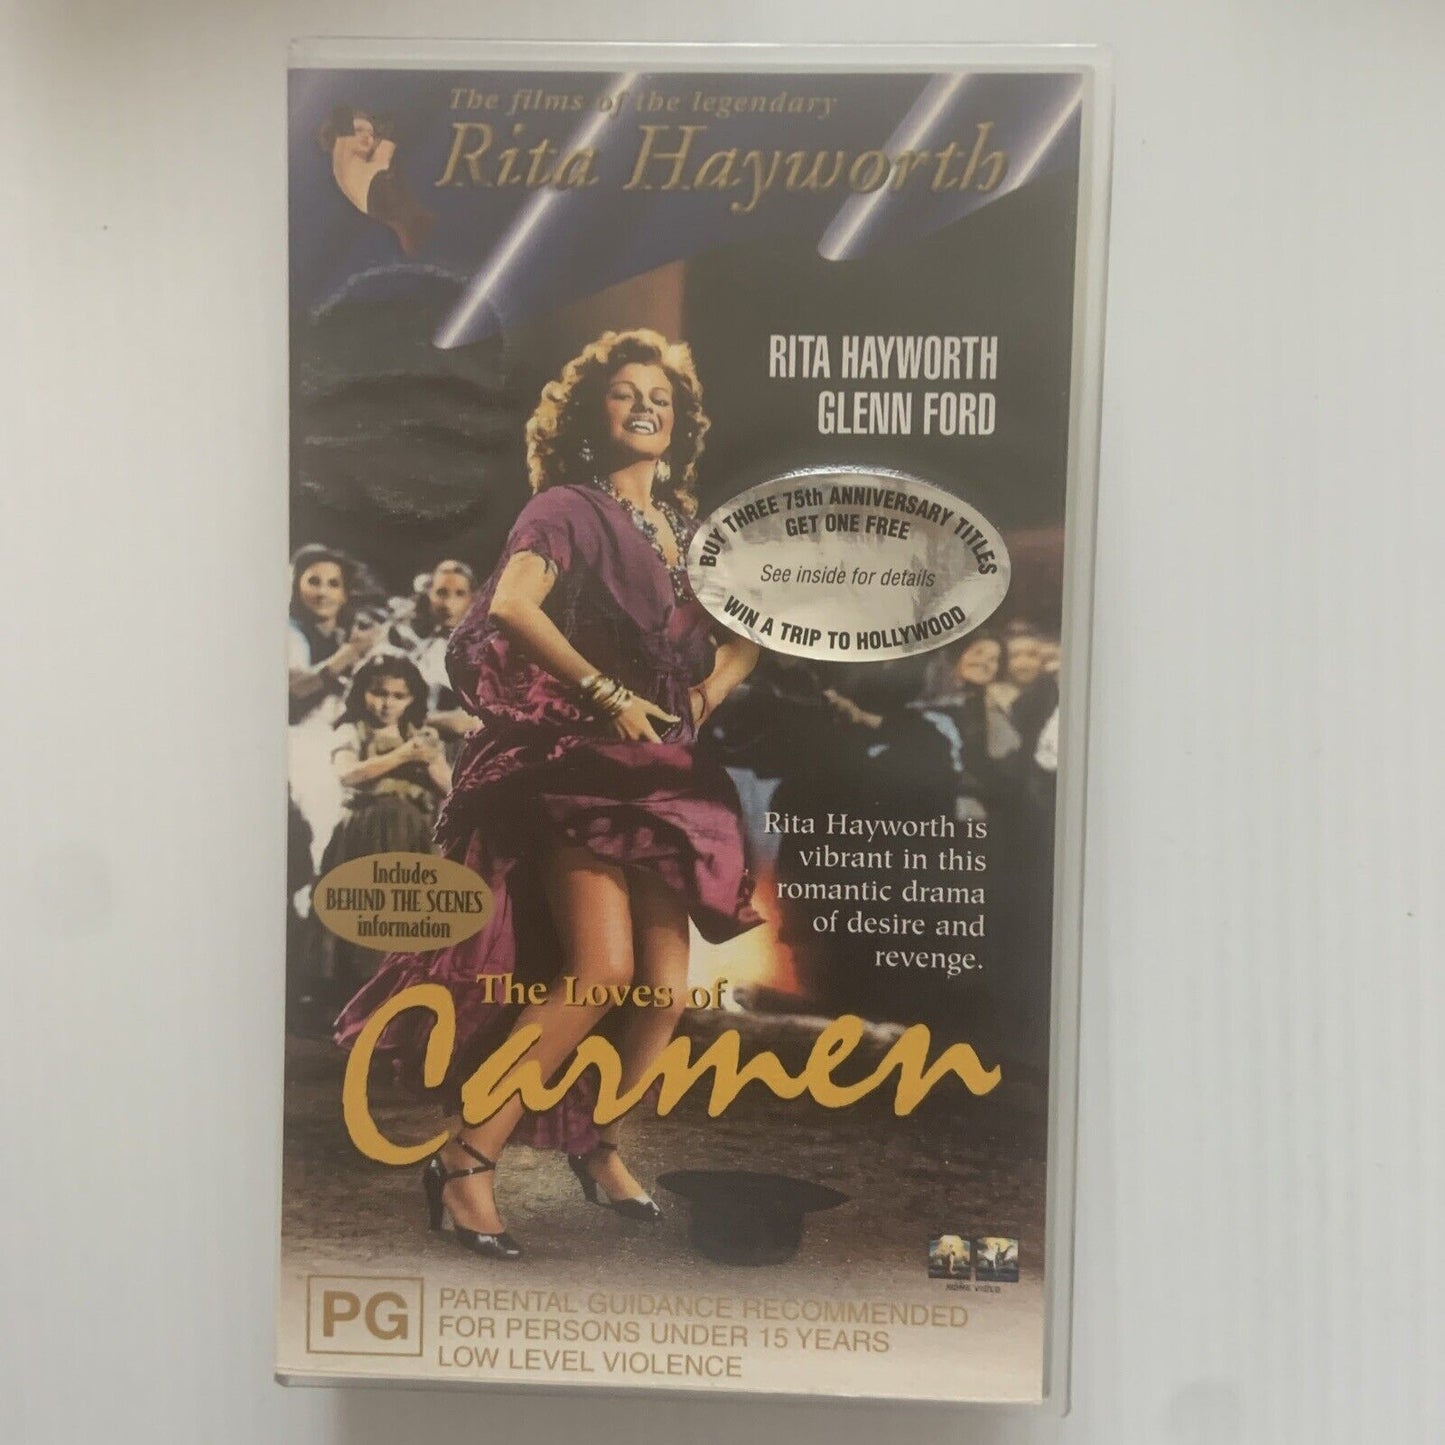 The films of the legendary
Rita Hayworth
RITA HAYWORTH
GLENN FORD
BUY THREE 75th ANNIVERSARY TITLES
GET ONE FREE
See inside for details
WIN A TRIP TO HOLLYWOOD
Rita Hayworth is
vibrant in this
romantic drama
of desire and
revenge.
Includes
BEHIND THE SCENES
information
The Loves of
Carmen
HOME VIDEO
PG
PARENTAL GUIDANCE RECOMMENDED
FOR PERSONS UNDER 15 YEARS
LOW LEVEL VIOLENCE